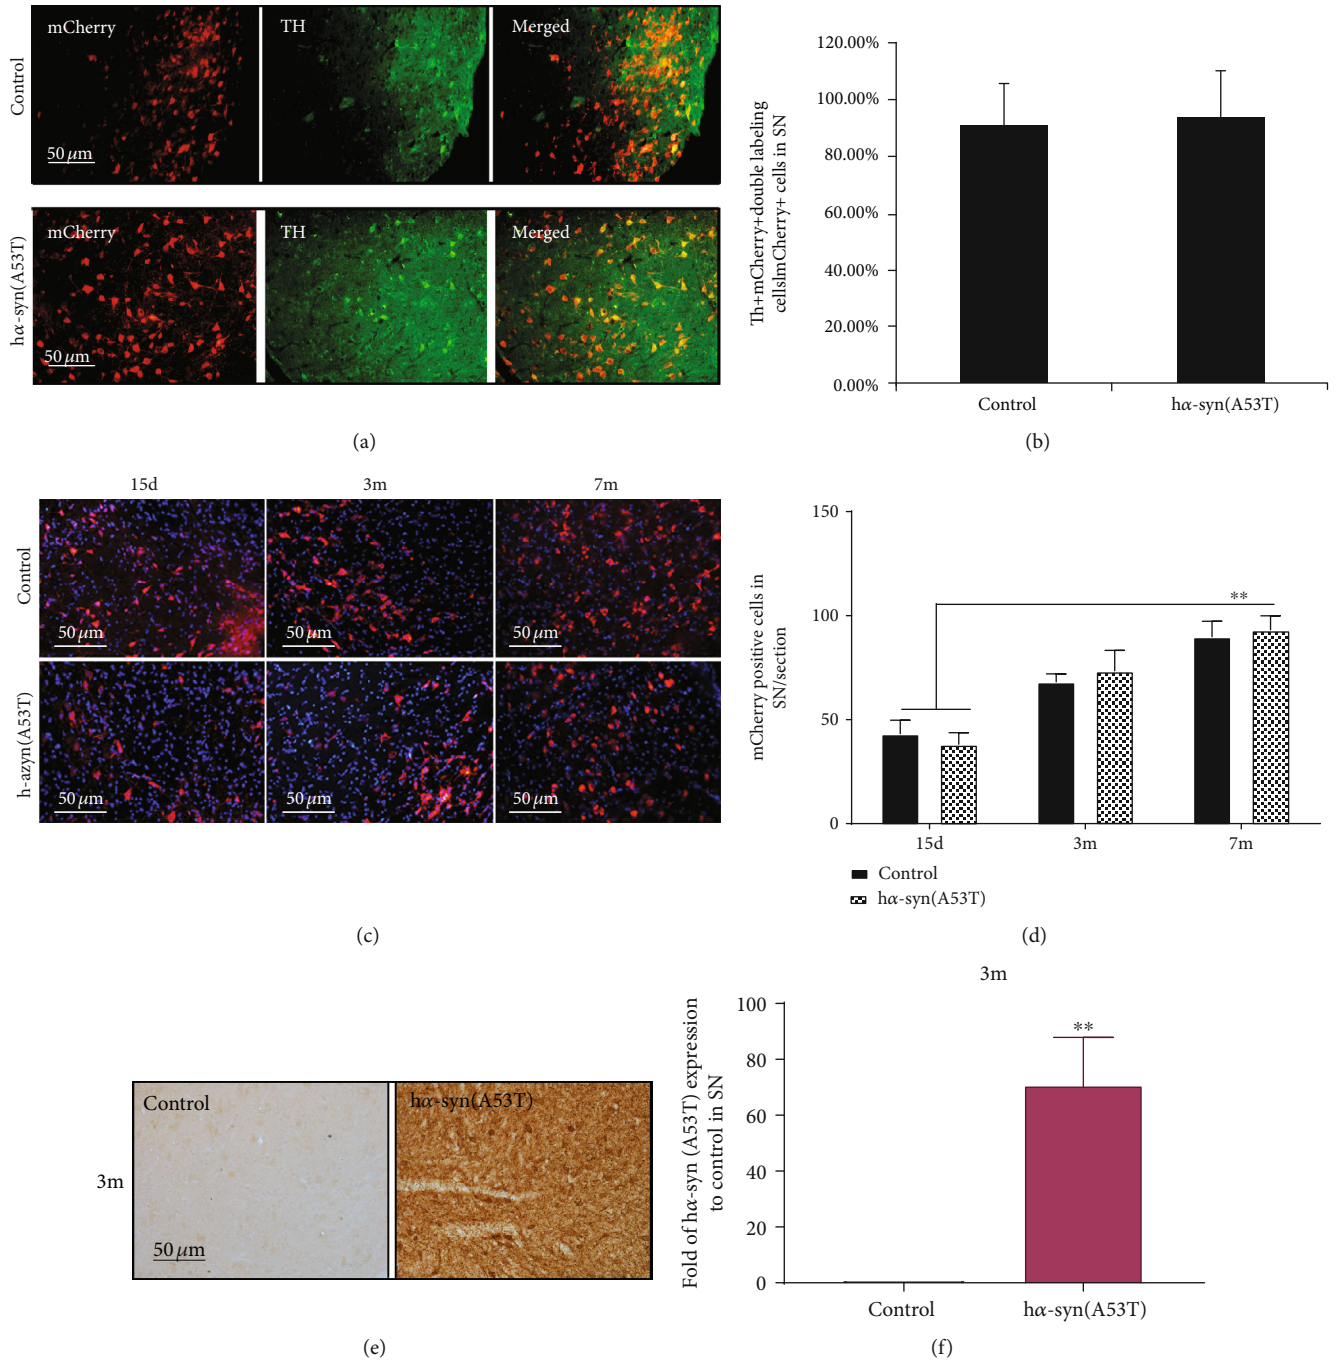 mCherry TH Merged
Control
50 μm
mCherry TH Merged
hα-syn(A53T)
50 μm
(a)
120.00%
100.00%
80.00%
60.00%
40.00%
20.00%
0.00%
Th+mCherry+double labeling
cells|mCherry+ cells in SN
Control hα-syn(A53T)
(b)
15d 3m 7m
Control
50 μm 50 μm 50 μm
h-azyn(A53T)
50 μm 50 μm 50 μm
(c)
150
100
50
0
mCherry positive cells in
SN/section
**
15d 3m 7m
Control
hα-syn(A53T)
(d)
3m
Control
50 μm
hα-syn(A53T)
(e)
3m
100
80
60
40
20
0
Fold of hα-syn (A53T) expression
to control in SN
**
Control hα-syn(A53T)
(f)